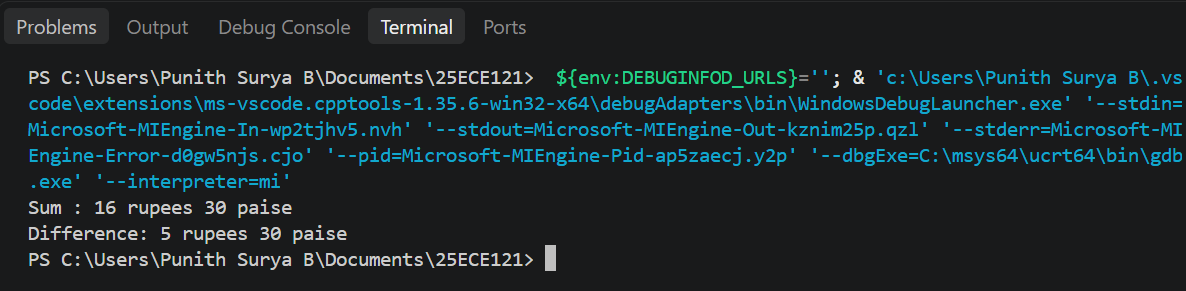 Problems Output Debug Console Terminal Ports
PS C:\Users\Punith Surya B\Documents\25ECE121>  ${env:DEBUGINFOD_URLS}=''; & 'c:\Users\Punith Surya B\.vs
code\extensions\ms-vscode.cpptools-1.35.6-win32-x64\debugAdapters\bin\WindowsDebugLauncher.exe' '--stdin=
Microsoft-MIEngine-In-wp2tjhv5.nvh' '--stdout=Microsoft-MIEngine-Out-kznim25p.qzl' '--stderr=Microsoft-MI
Engine-Error-d0gw5njs.cjo' '--pid=Microsoft-MIEngine-Pid-ap5zaecj.y2p' '--dbgExe=C:\msys64\ucrt64\bin\gdb
.exe' '--interpreter=mi'
Sum : 16 rupees 30 paise
Difference: 5 rupees 30 paise
PS C:\Users\Punith Surya B\Documents\25ECE121>